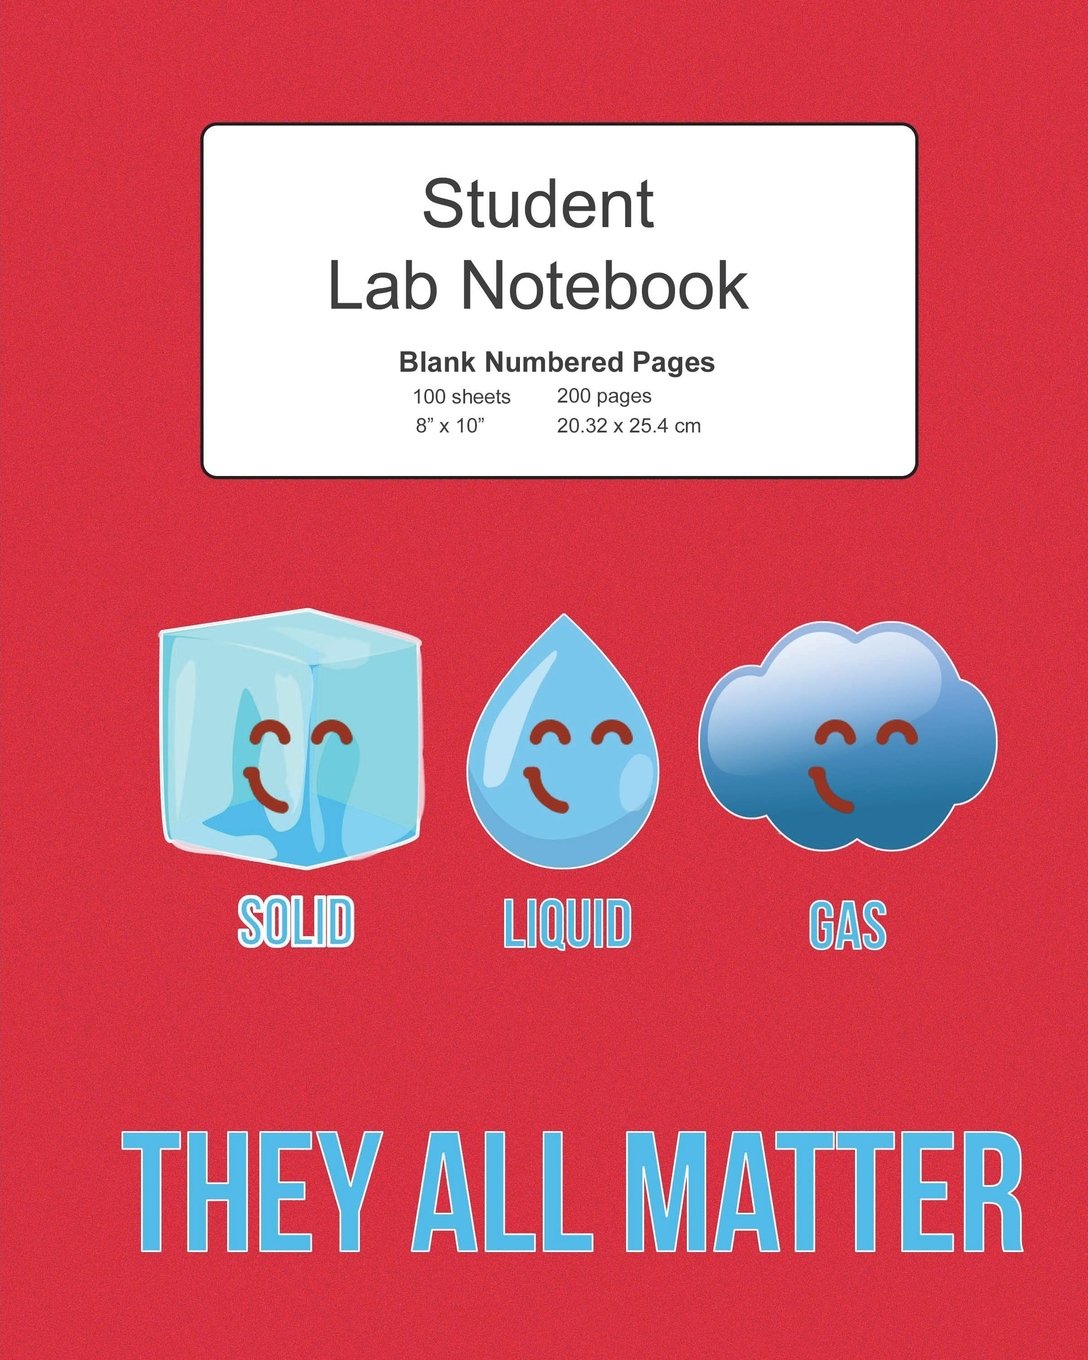 Student
Lab Notebook
Blank Numbered Pages
100 sheets 200 pages
8” x 10” 20.32 x 25.4 cm
SOLID LIQUID GAS
THEY ALL MATTER